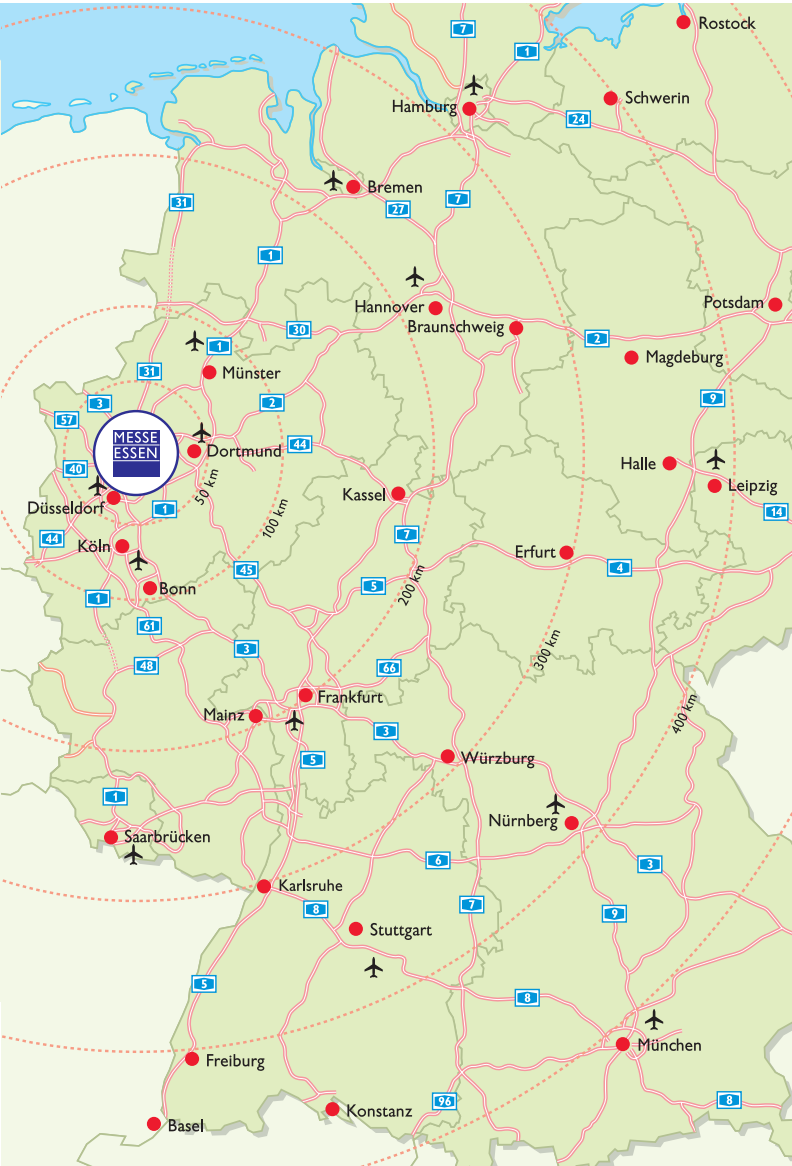 Rostock
7
1
Schwerin
Hamburg
24
Bremen
31
27
7
1
Hannover
Potsdam
30
Braunschweig
2
1
Magdeburg
31
Münster
9
3
2
57
MESSE
ESSEN
44
Dortmund
40
Halle
Leipzig
50 km
Kassel
Düsseldorf
1
14
100 km
7
44
Köln
Erfurt
4
45
5
200 km
Bonn
1
61
3
300 km
48
66
Frankfurt
400 km
Mainz
3
5
Würzburg
1
Nürnberg
Saarbrücken
6
3
Karlsruhe
8
7
9
Stuttgart
5
8
München
Freiburg
96
8
Konstanz
Basel